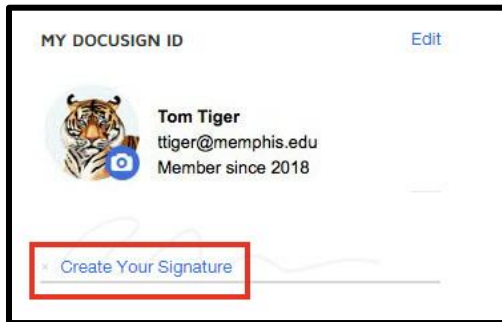 MY DOCUSIGN ID
Edit
Tom Tiger
ttiger@memphis.edu
Member since 2018
× Create Your Signature